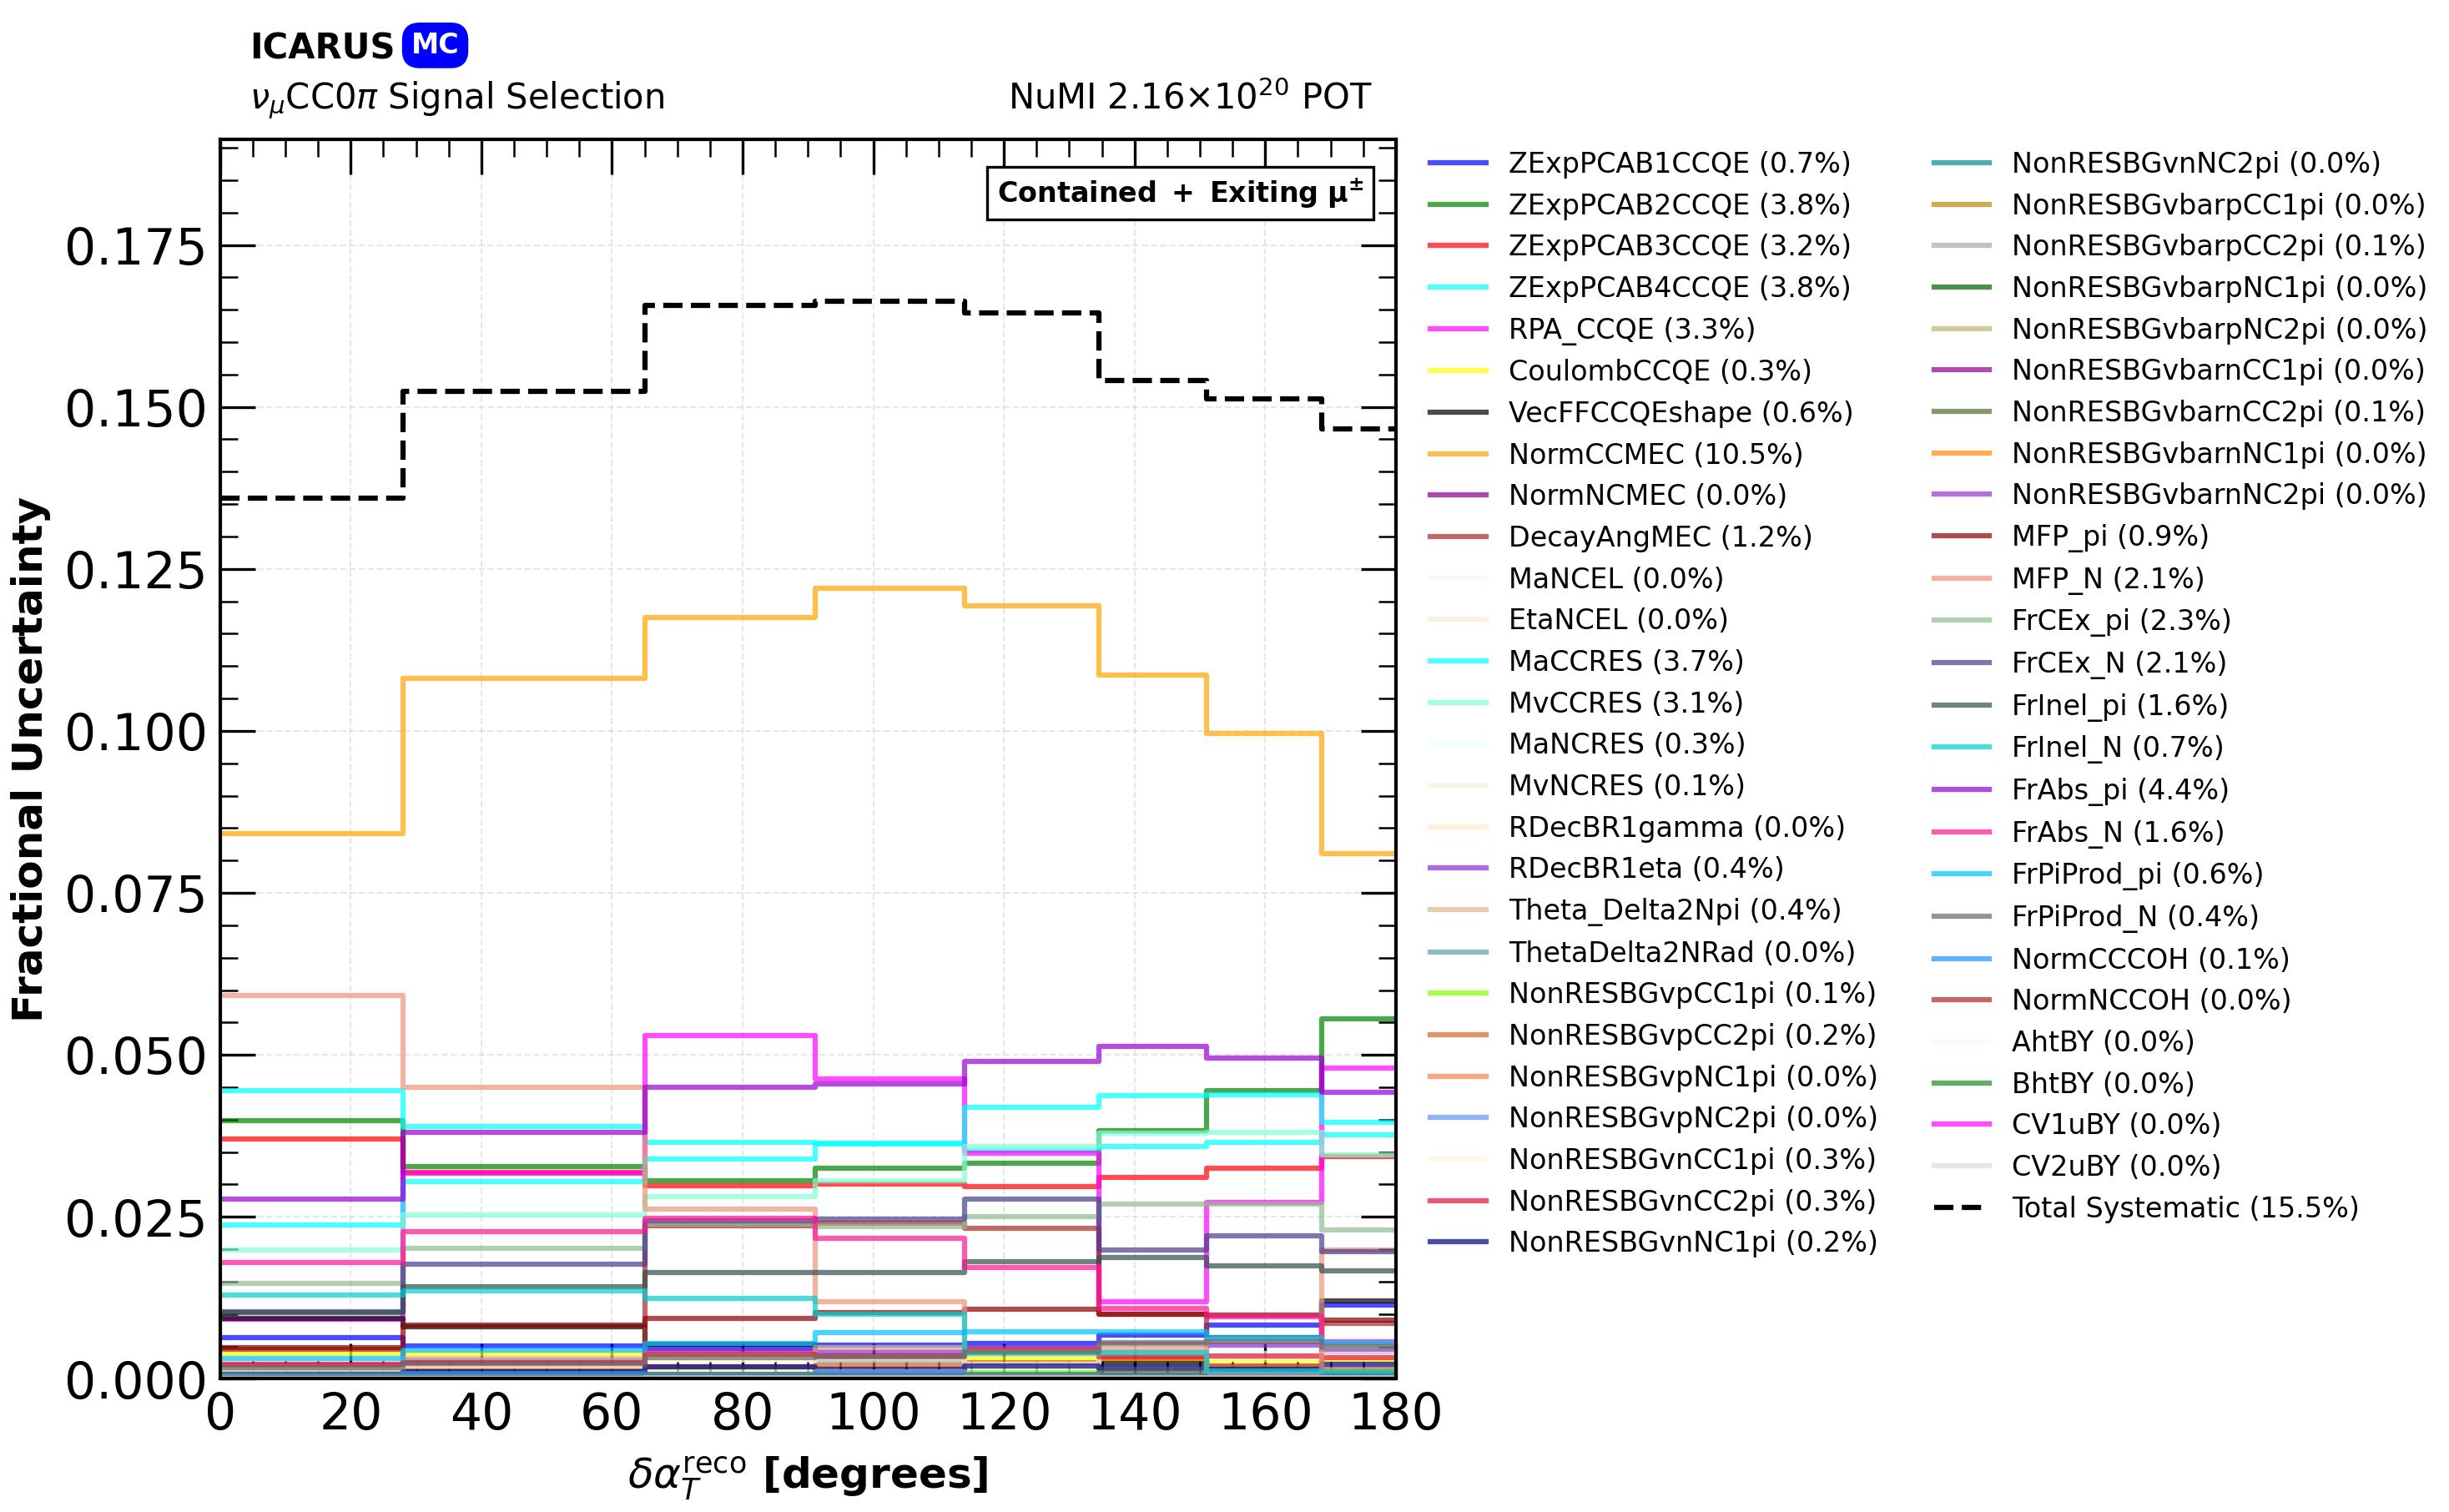 ICARUS MC
νμCC0π Signal Selection
NuMI 2.16×10²⁰ POT
Contained + Exiting μ±
Fractional Uncertainty
0.175
0.150
0.125
0.100
0.075
0.050
0.025
0.000
0 20 40 60 80 100 120 140 160 180
δα_T^reco [degrees]
ZExpPCAB1CCQE (0.7%)
ZExpPCAB2CCQE (3.8%)
ZExpPCAB3CCQE (3.2%)
ZExpPCAB4CCQE (3.8%)
RPA_CCQE (3.3%)
CoulombCCQE (0.3%)
VecFFCCQEshape (0.6%)
NormCCMEC (10.5%)
NormNCMEC (0.0%)
DecayAngMEC (1.2%)
MaNCEL (0.0%)
EtaNCEL (0.0%)
MaCCRES (3.7%)
MvCCRES (3.1%)
MaNCRES (0.3%)
MvNCRES (0.1%)
RDecBR1gamma (0.0%)
RDecBR1eta (0.4%)
Theta_Delta2Npi (0.4%)
ThetaDelta2NRad (0.0%)
NonRESBGvpCC1pi (0.1%)
NonRESBGvpCC2pi (0.2%)
NonRESBGvpNC1pi (0.0%)
NonRESBGvpNC2pi (0.0%)
NonRESBGvnCC1pi (0.3%)
NonRESBGvnCC2pi (0.3%)
NonRESBGvnNC1pi (0.2%)
NonRESBGvnNC2pi (0.0%)
NonRESBGvbarpCC1pi (0.0%)
NonRESBGvbarpCC2pi (0.1%)
NonRESBGvbarpNC1pi (0.0%)
NonRESBGvbarpNC2pi (0.0%)
NonRESBGvbarnCC1pi (0.0%)
NonRESBGvbarnCC2pi (0.1%)
NonRESBGvbarnNC1pi (0.0%)
NonRESBGvbarnNC2pi (0.0%)
MFP_pi (0.9%)
MFP_N (2.1%)
FrCEx_pi (2.3%)
FrCEx_N (2.1%)
FrInel_pi (1.6%)
FrInel_N (0.7%)
FrAbs_pi (4.4%)
FrAbs_N (1.6%)
FrPiProd_pi (0.6%)
FrPiProd_N (0.4%)
NormCCCOH (0.1%)
NormNCCOH (0.0%)
AhtBY (0.0%)
BhtBY (0.0%)
CV1uBY (0.0%)
CV2uBY (0.0%)
Total Systematic (15.5%)